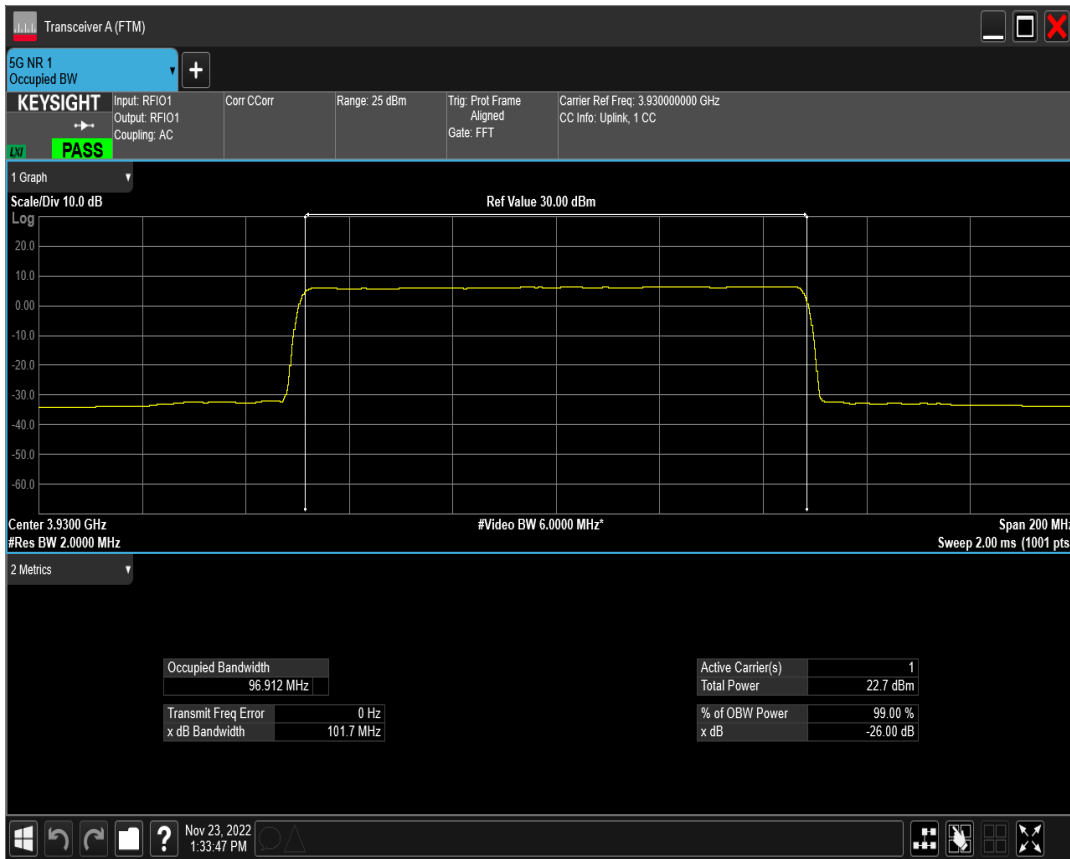 Transceiver A (FTM)
5G NR 1
Occupied BW
+
KEYSIGHT
LXI
PASS
Input: RFIO1
Output: RFIO1
Coupling: AC
Corr CCorr
Range: 25 dBm
Trig: Prot Frame
Aligned
Gate: FFT
Carrier Ref Freq: 3.930000000 GHz
CC Info: Uplink, 1 CC
1 Graph
Scale/Div 10.0 dB
Ref Value 30.00 dBm
Log
20.0
10.0
0.00
-10.0
-20.0
-30.0
-40.0
-50.0
-60.0
Center 3.9300 GHz
#Video BW 6.0000 MHz*
Span 200 MHz
#Res BW 2.0000 MHz
Sweep 2.00 ms (1001 pts
2 Metrics
Occupied Bandwidth
96.912 MHz
Transmit Freq Error 0 Hz
x dB Bandwidth 101.7 MHz
Active Carrier(s) 1
Total Power 22.7 dBm
% of OBW Power 99.00 %
x dB -26.00 dB
?
Nov 23, 2022
1:33:47 PM